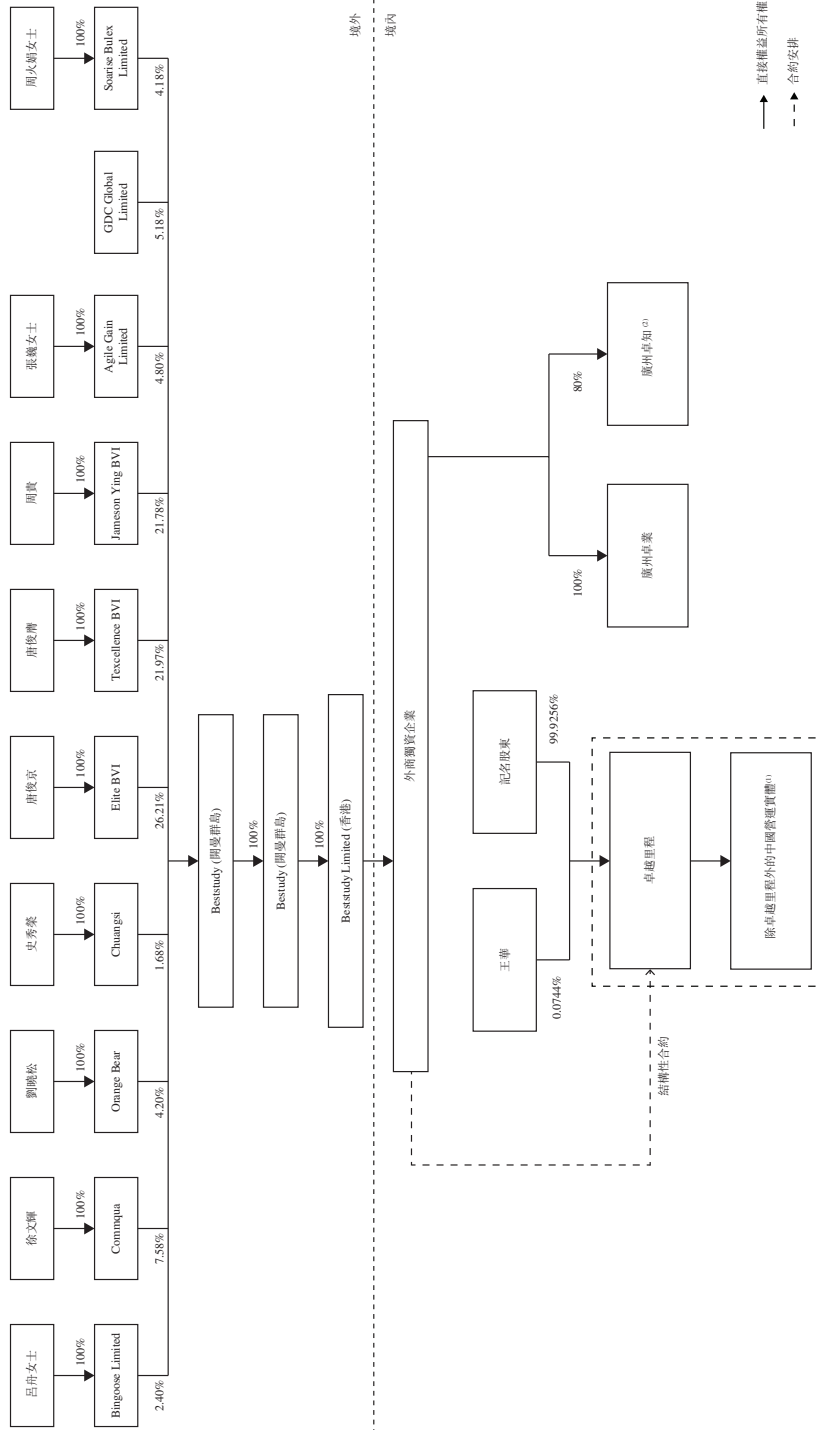 呂舟女士
徐文輝
劉曉松
史秀榮
唐俊京
唐俊膺
周貴
張巍女士
周火娟女士
100%
100%
100%
100%
100%
100%
100%
100%
100%
Bingoose Limited
Commqua
Orange Bear
Chuangsi
Elite BVI
Texcellence BVI
Jameson Ying BVI
Agile Gain
Limited
GDC Global
Limited
Soarise Bulex
Limited
2.40%
7.58%
4.20%
1.68%
26.21%
21.97%
21.78%
4.80%
5.18%
4.18%
Beststudy (開曼群島)
100%
Bestudy (開曼群島)
100%
Beststudy Limited (香港)
境外
境內
外商獨資企業
王華
記名股東
0.0744%
99.9256%
100%
80%
廣州卓業
廣州卓知 (2)
結構性合約
卓越里程
除卓越里程外的中國營運實體(1)
直接權益所有權
合約安排